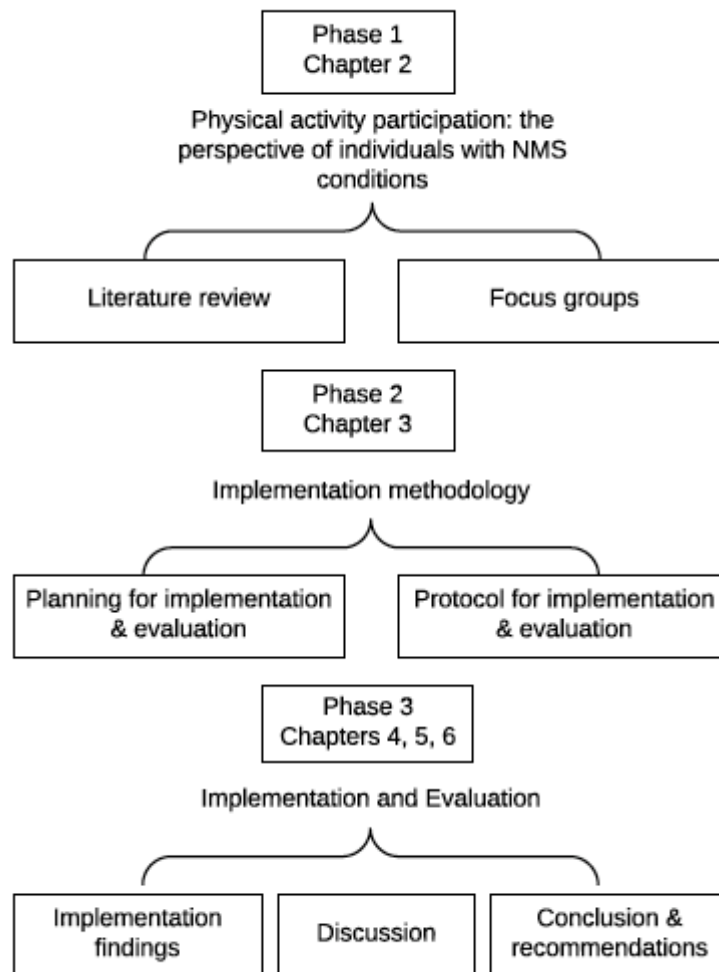 Phase 1
Chapter 2
Physical activity participation: the
perspective of individuals with NMS
conditions
Literature review
Focus groups
Phase 2
Chapter 3
Implementation methodology
Planning for implementation
& evaluation
Protocol for implementation
& evaluation
Phase 3
Chapters 4, 5, 6
Implementation and Evaluation
Implementation
findings
Discussion
Conclusion &
recommendations